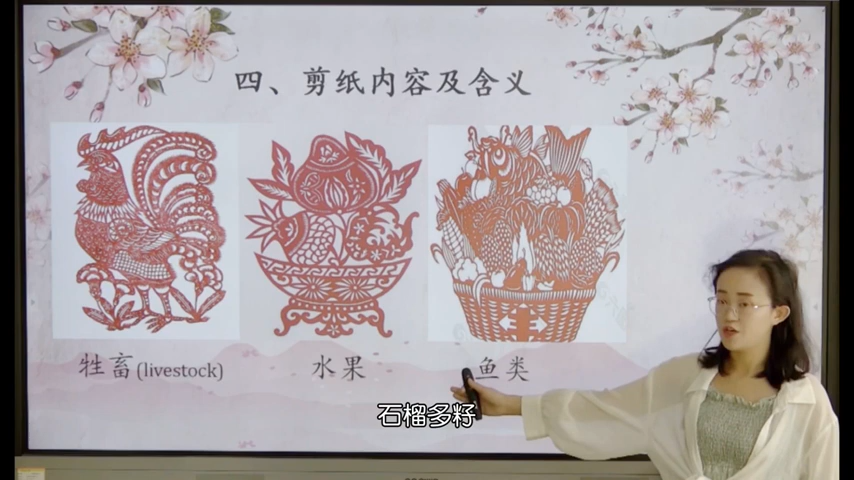 四、剪纸内容及含义
牲畜(livestock)
水果
鱼类
石榴多籽